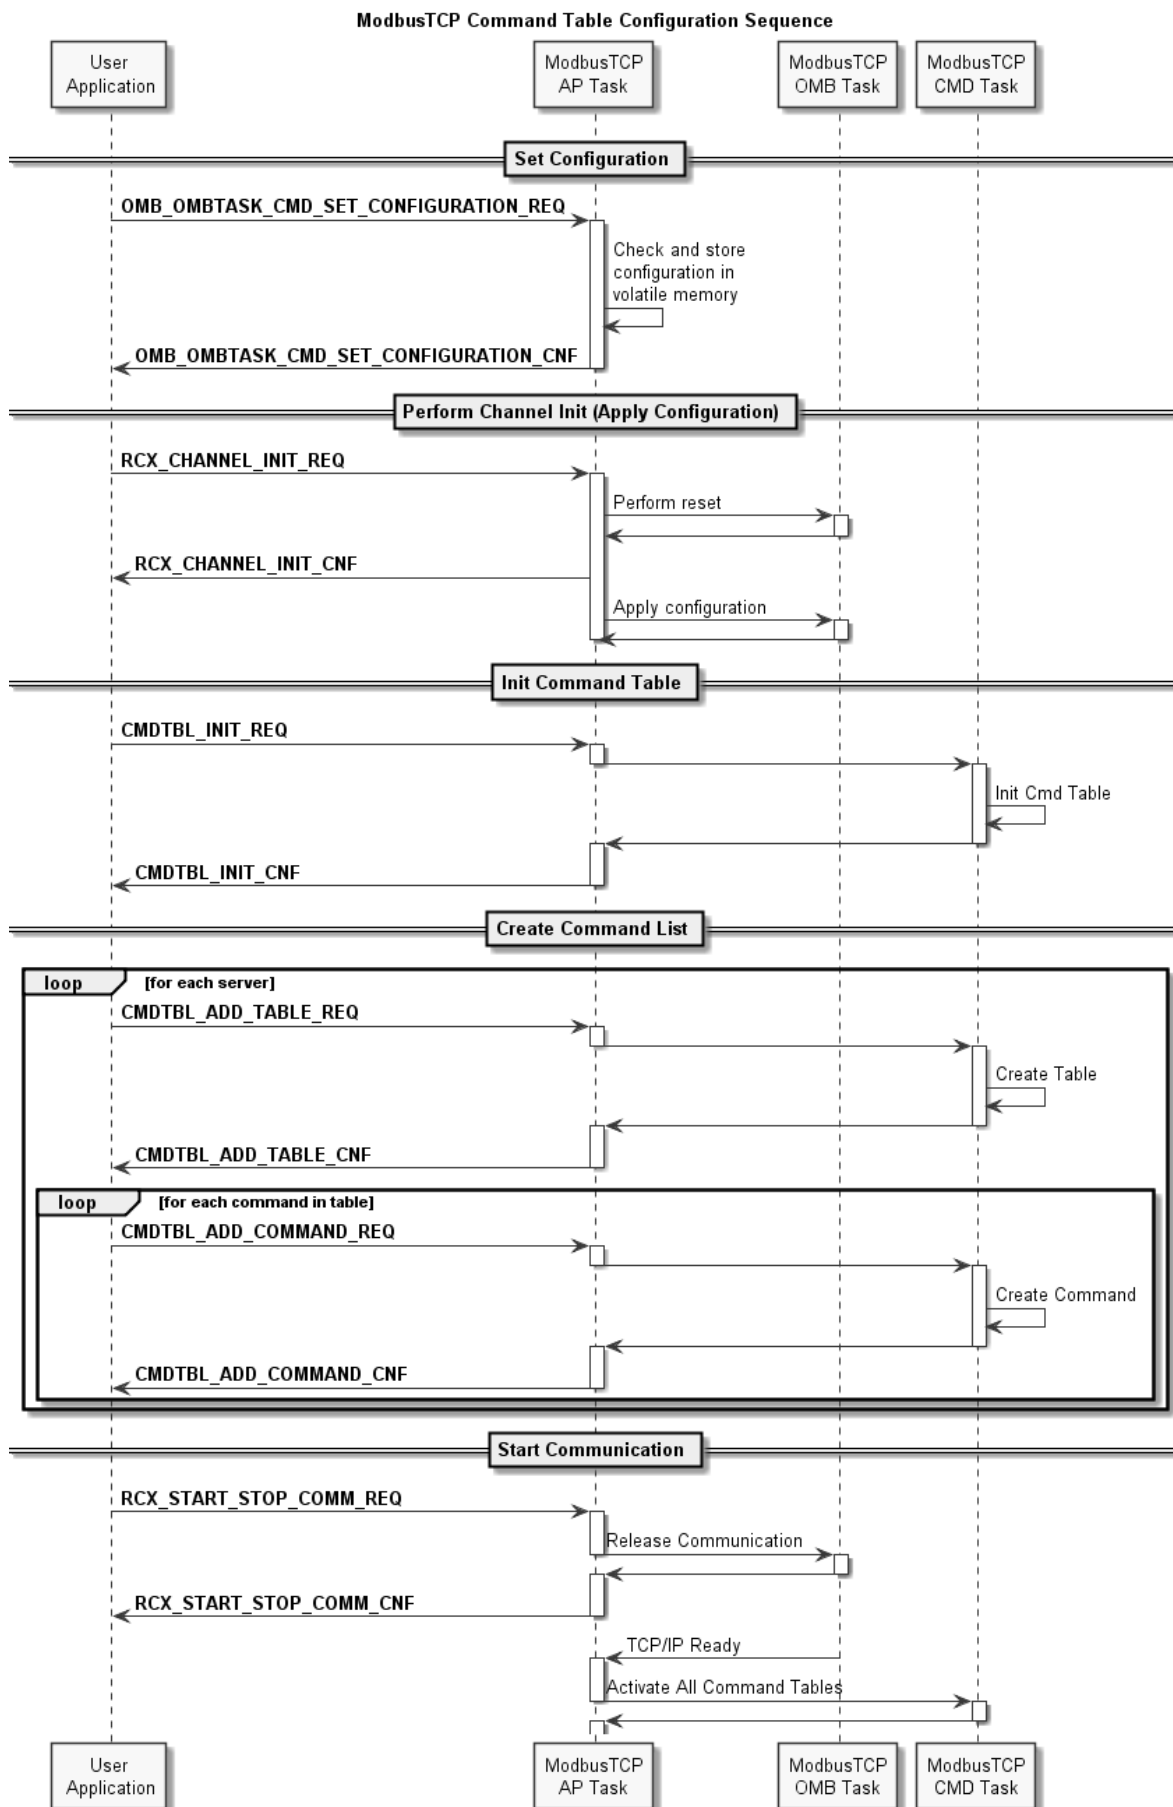 ModbusTCP Command Table Configuration Sequence
User
Application
ModbusTCP
AP Task
ModbusTCP
OMB Task
ModbusTCP
CMD Task
Set Configuration
OMB_OMBTASK_CMD_SET_CONFIGURATION_REQ
Check and store
configuration in
volatile memory
OMB_OMBTASK_CMD_SET_CONFIGURATION_CNF
Perform Channel Init (Apply Configuration)
RCX_CHANNEL_INIT_REQ
Perform reset
RCX_CHANNEL_INIT_CNF
Apply configuration
Init Command Table
CMDTBL_INIT_REQ
Init Cmd Table
CMDTBL_INIT_CNF
Create Command List
loop [for each server]
CMDTBL_ADD_TABLE_REQ
Create Table
CMDTBL_ADD_TABLE_CNF
loop [for each command in table]
CMDTBL_ADD_COMMAND_REQ
Create Command
CMDTBL_ADD_COMMAND_CNF
Start Communication
RCX_START_STOP_COMM_REQ
Release Communication
RCX_START_STOP_COMM_CNF
TCP/IP Ready
Activate All Command Tables
User
Application
ModbusTCP
AP Task
ModbusTCP
OMB Task
ModbusTCP
CMD Task